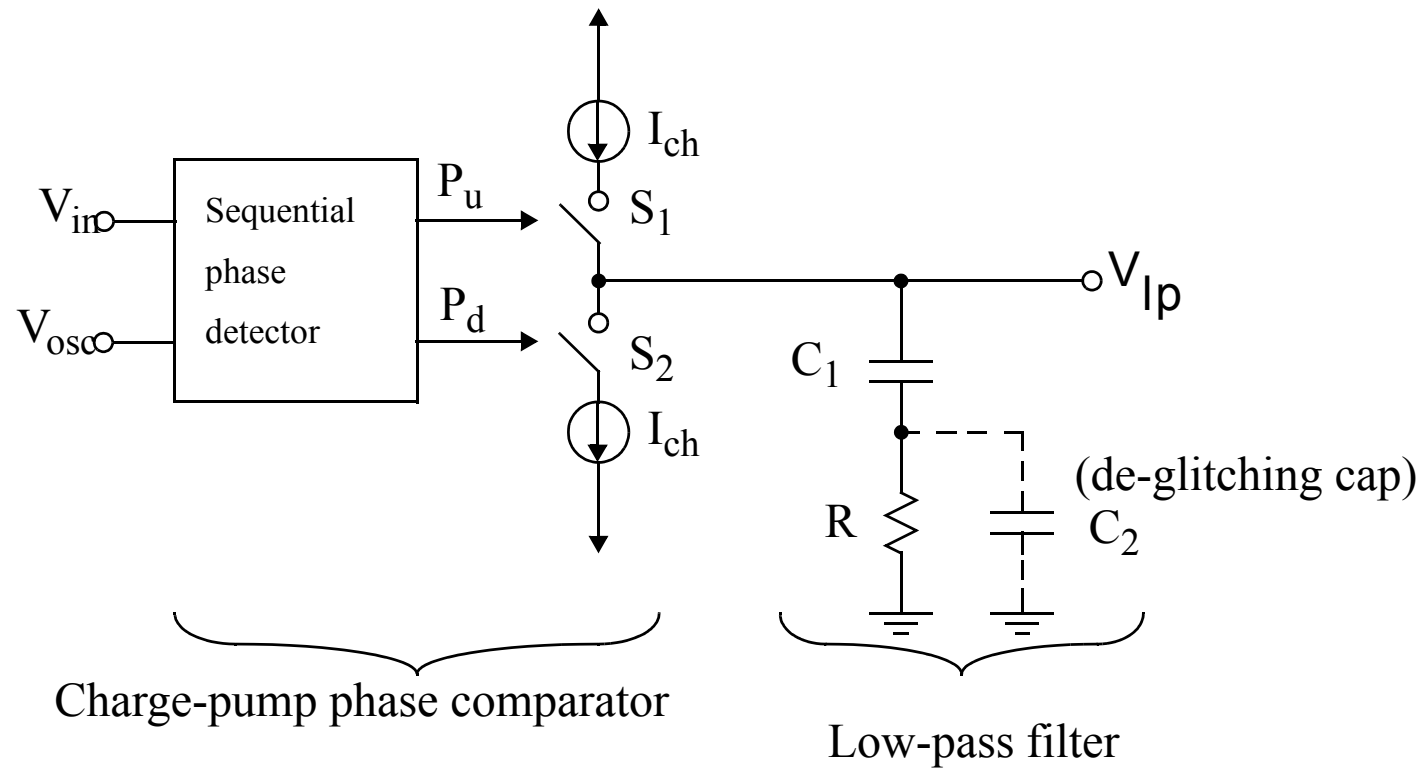 I_ch
V_in
Sequential
phase
detector
P_u
S_1
V_lp
V_osc
P_d
S_2
C_1
I_ch
R
(de-glitching cap)
C_2
Charge-pump phase comparator
Low-pass filter